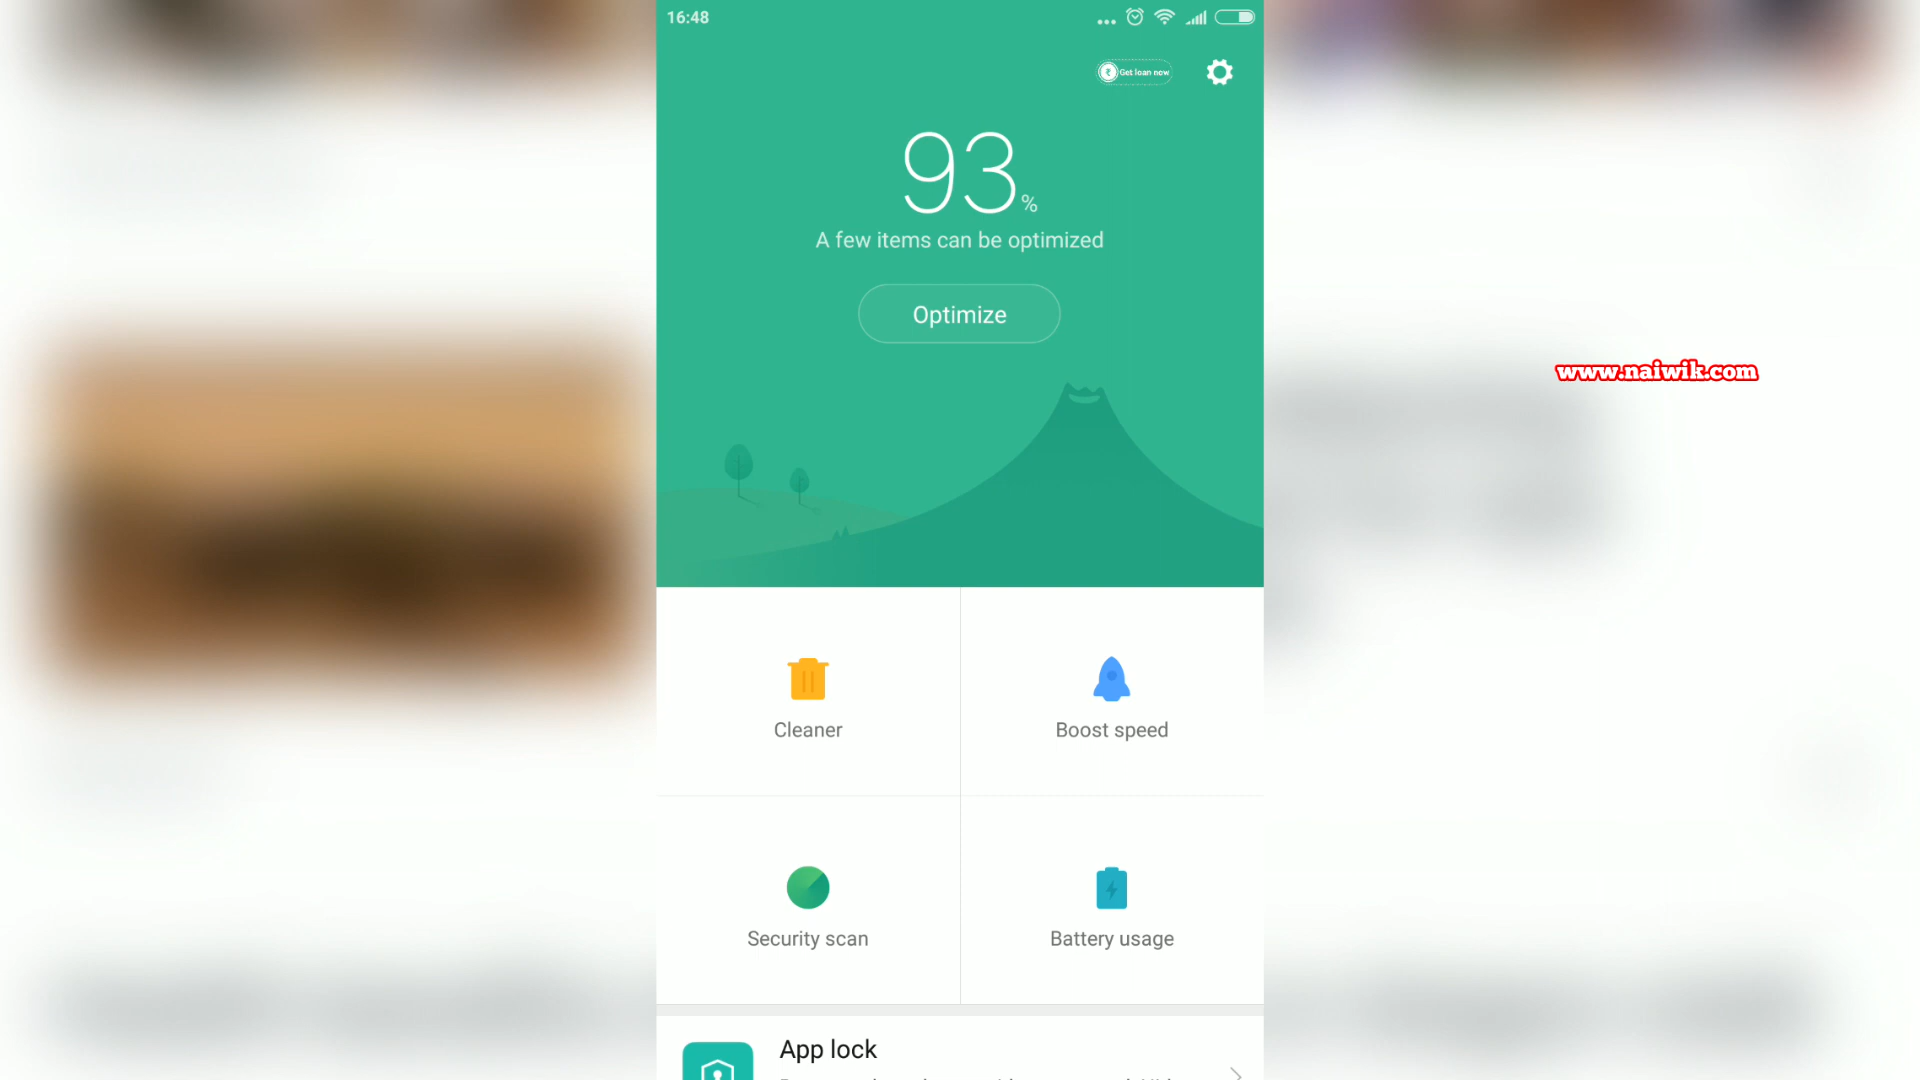 16:48
₹ Get loan now
93%
A few items can be optimized
Optimize
www.naiwik.com
Cleaner
Boost speed
Security scan
Battery usage
App lock